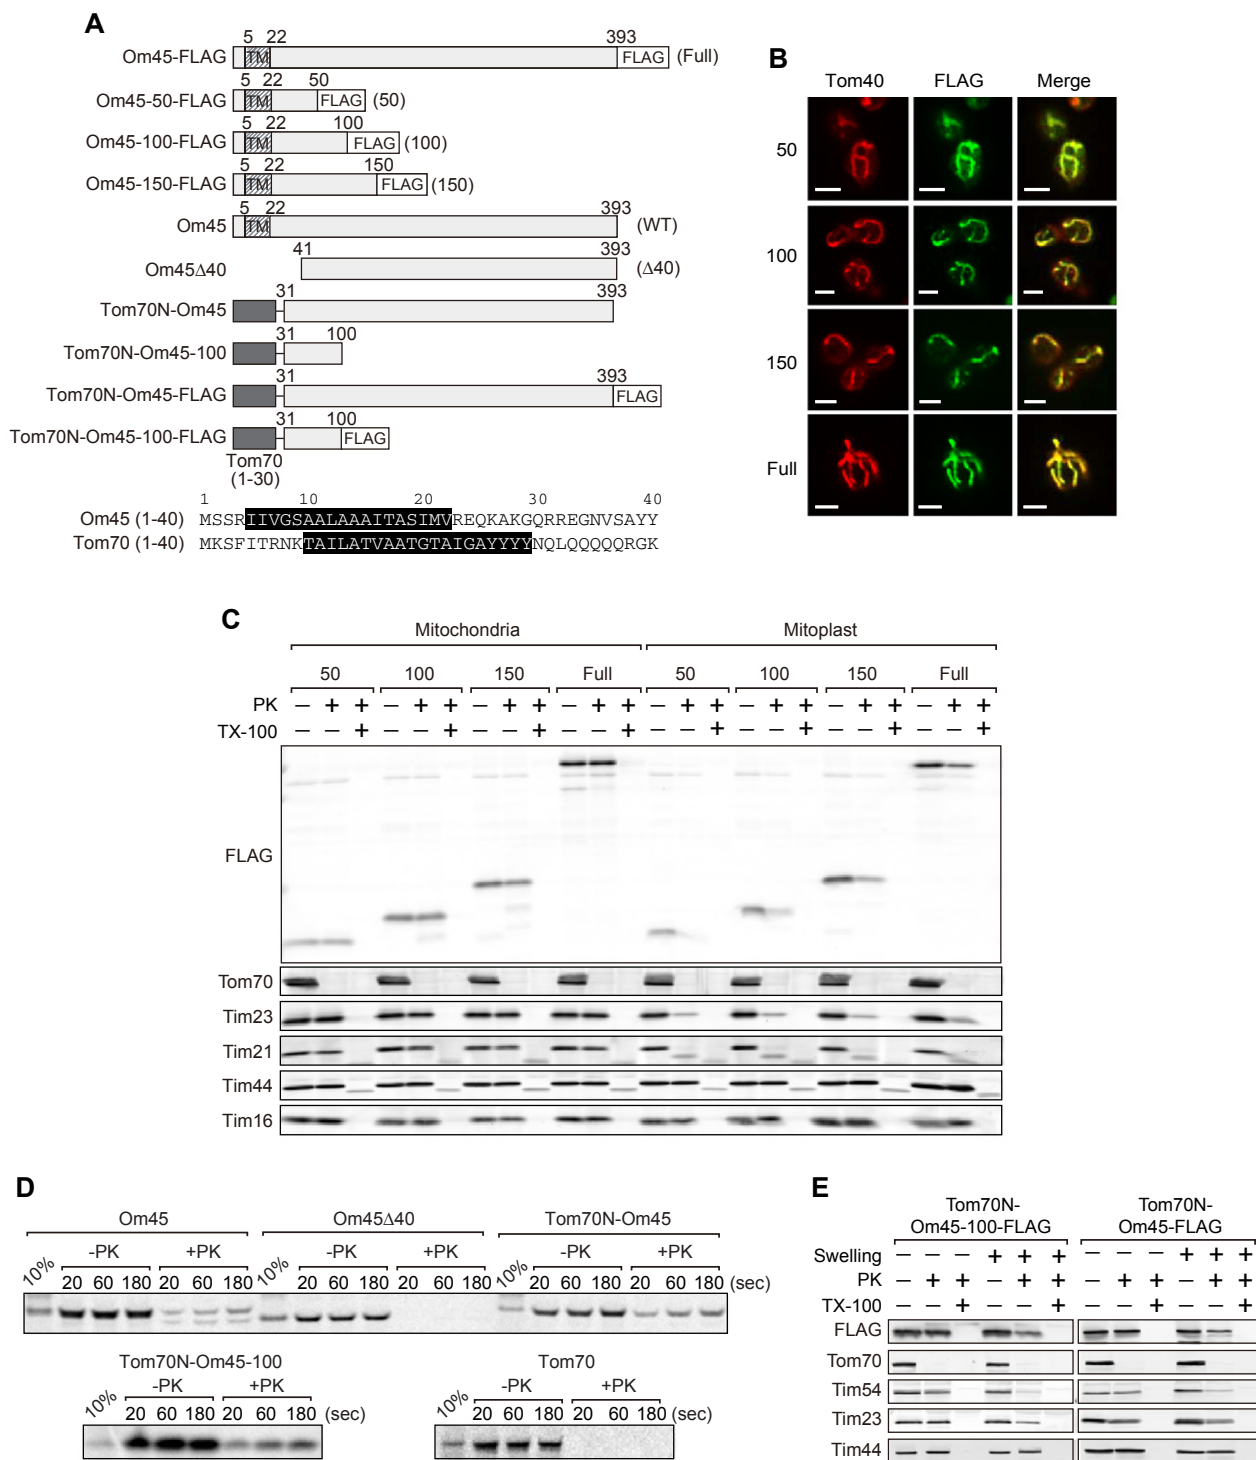 A
5 22 393
Om45-FLAG TM FLAG (Full)
5 22 50
Om45-50-FLAG TM FLAG (50)
5 22 100
Om45-100-FLAG TM FLAG (100)
5 22 150
Om45-150-FLAG TM FLAG (150)
5 22 393
Om45 TM (WT)
41 393
Om45Δ40 (Δ40)
31 393
Tom70N-Om45
31 100
Tom70N-Om45-100
31 393
Tom70N-Om45-FLAG FLAG
31 100
Tom70N-Om45-100-FLAG FLAG
Tom70
(1-30)
1 10 20 30 40
Om45 (1-40) MSSRIIVGSAALAAAITASIMVREQKAKGQRREGNVSAYY
Tom70 (1-40) MKSFITRNKTAILATVAATGTAIGAYYYYNQLQQQQQRGK
B
Tom40 FLAG Merge
50
100
150
Full
C
Mitochondria Mitoplast
50 100 150 Full 50 100 150 Full
PK − + + − + + − + + − + + − + + − + + − + + − + +
TX-100 − − + − − + − − + − − + − − + − − + − − + − − +
FLAG
Tom70
Tim23
Tim21
Tim44
Tim16
D
Om45 Om45Δ40 Tom70N-Om45
10% -PK +PK 10% -PK +PK 10% -PK +PK
20 60 180 20 60 180 20 60 180 20 60 180 20 60 180 20 60 180 (sec)
Tom70N-Om45-100 Tom70
10% -PK +PK 10% -PK +PK
20 60 180 20 60 180 (sec) 20 60 180 20 60 180 (sec)
E
Tom70N-
Om45-100-FLAG
Tom70N-
Om45-FLAG
Swelling − − − + + + − − − + + +
PK − + + − + + − + + − + +
TX-100 − − + − − + − − + − − +
FLAG
Tom70
Tim54
Tim23
Tim44